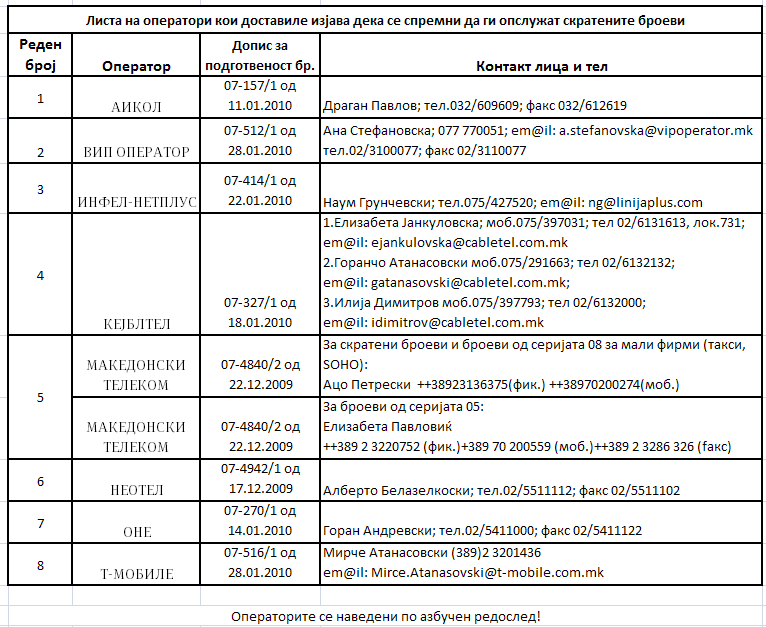 Листа на оператори кои доставиле изјава дека се спремни да ги опслужат скратените броеви
Реден број
Оператор
Допис за подготвеност бр.
Контакт лица и тел
1
АИКОЛ
07-157/1 од
11.01.2010
Драган Павлов; тел.032/609609; факс 032/612619
2
ВИП ОПЕРАТОР
07-512/1 од
28.01.2010
Ана Стефановска; 077 770051; em@il: a.stefanovska@vipoperator.mk
тел.02/3100077; факс 02/3110077
3
ИНФЕЛ-НЕТПЛУС
07-414/1 од
22.01.2010
Наум Грунчевски; тел.075/427520; em@il: ng@linijaplus.com
4
КЕЈБЛТЕЛ
07-327/1 од
18.01.2010
1.Елизабета Јанкуловска; моб.075/397031; тел 02/6131613, лок.731;
em@il: ejankulovska@cabletel.com.mk
2.Горанчо Атанасовски моб.075/291663; тел 02/6132132;
em@il: gatanasovski@cabletel.com.mk;
3.Илија Димитров моб.075/397793; тел 02/6132000;
em@il: idimitrov@cabletel.com.mk
5
МАКЕДОНСКИ
ТЕЛЕКОМ
07-4840/2 од
22.12.2009
За скратени броеви и броеви од серијата 08 за мали фирми (такси,
SOHO):
Ацо Петрески ++38923136375(фик.) ++38970200274(моб.)
МАКЕДОНСКИ
ТЕЛЕКОМ
07-4840/2 од
22.12.2009
За броеви од серијата 05:
Елизабета Павловиќ
++389 2 3220752 (фик.)+389 70 200559 (моб.)++389 2 3286 326 (факс)
6
НЕОТЕЛ
07-4942/1 од
17.12.2009
Алберто Белазелкоски; тел.02/5511112; факс 02/5511102
7
ОНЕ
07-270/1 од
14.01.2010
Горан Андревски; тел.02/5411000; факс 02/5411122
8
Т-МОБИЛЕ
07-516/1 од
28.01.2010
Мирче Атанасовски (389)2 3201436
em@il: Mirce.Atanasovski@t-mobile.com.mk
Операторите се наведени по азбучен редослед!